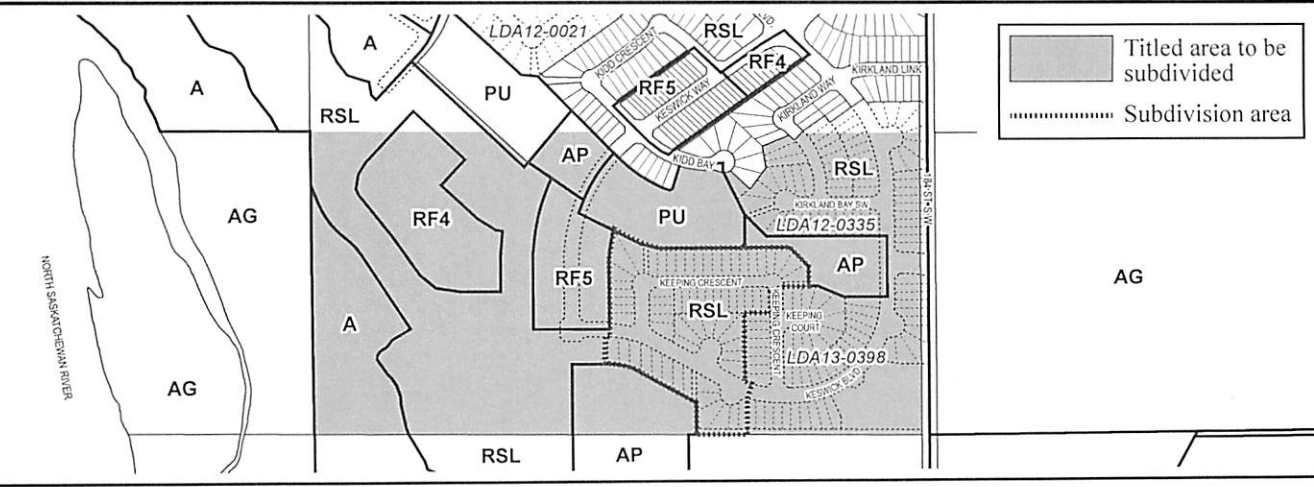 LDA12-0021
BLVD
RSL
A
KIDD CRESCENT
RF4
KIRKLAND LINK
A
PU
RF5
KESWICK WAY
KIRKLAND WAY
RSL
AP
KIDD BAY
RSL
184 ST SW
AG
RF4
PU
KIRKLAND BAY SW
LDA12-0335
NORTH SASKATCHEWAN RIVER
RF5
AP
AG
KEEPING CRESCENT
A
RSL
KEEPING CRESCENT
KEEPING
COURT
LDA13-0398
AG
KESWICK BLVD
RSL
AP
Titled area to be
subdivided
Subdivision area